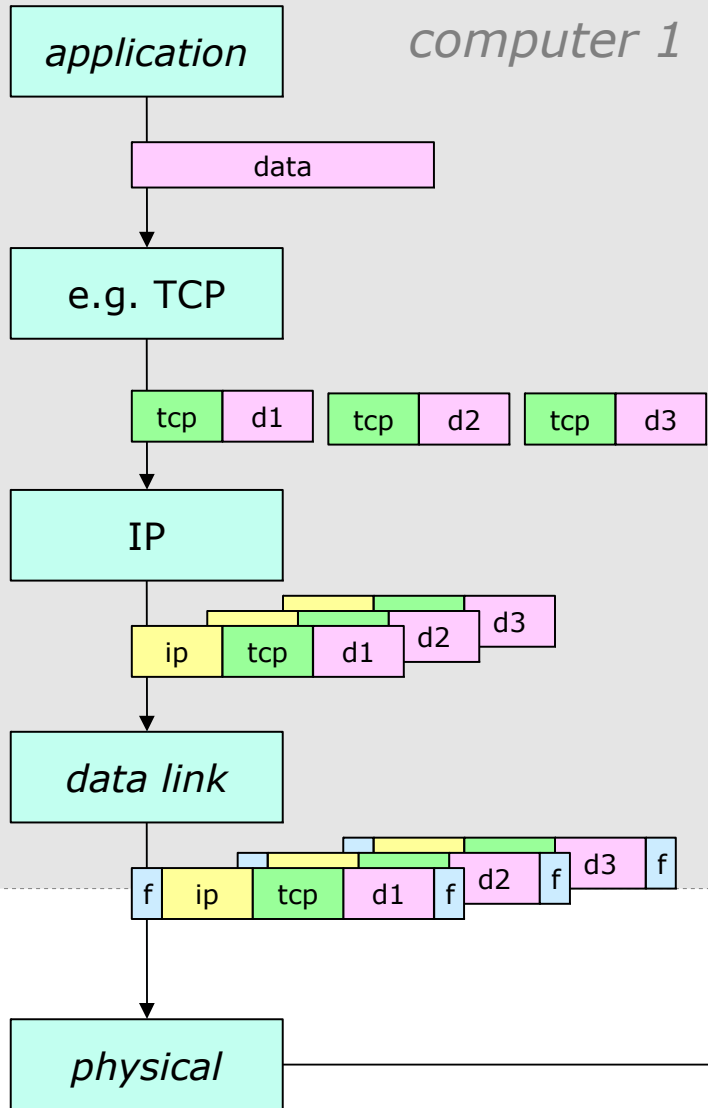 application
computer 1
data
e.g. TCP
tcp d1 tcp d2 tcp d3
IP
d3
d2
ip tcp d1
data link
d3 f
d2 f
f ip tcp d1 f
physical